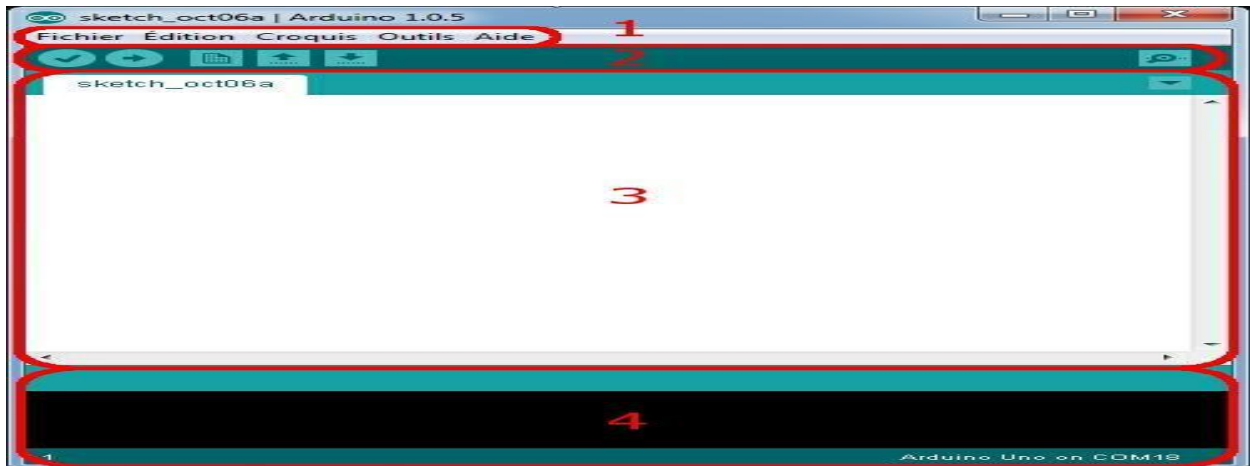 sketch_oct06a | Arduino 1.0.5
Fichier Édition Croquis Outils Aide
1
2
sketch_oct06a
3
4
1
Arduino Uno on COM18